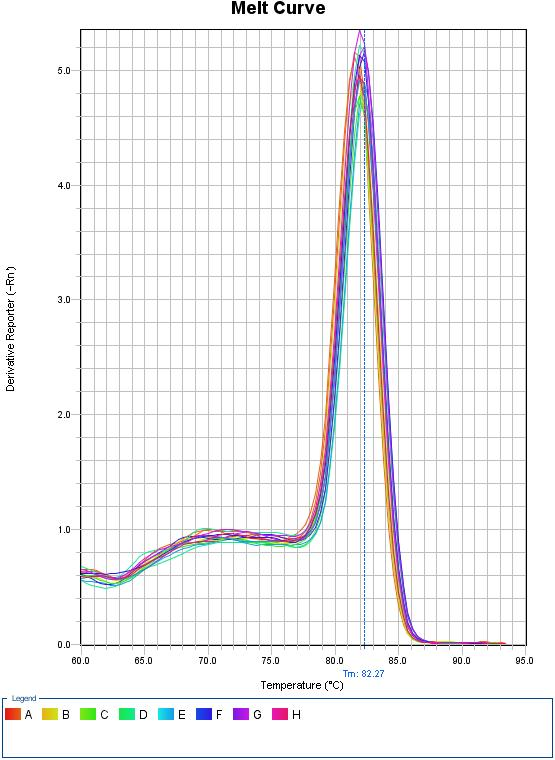 Melt Curve
Derivative Reporter (-Rn')
5.0
4.0
3.0
2.0
1.0
0.0
60.0 65.0 70.0 75.0 80.0 85.0 90.0 95.0
Tm: 82.27
Temperature (°C)
Legend
A B C D E F G H